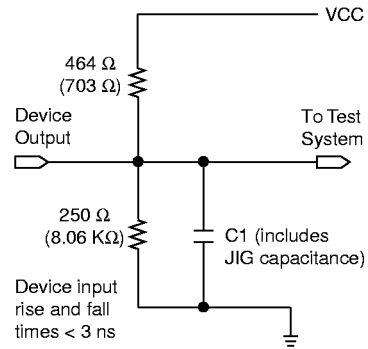 VCC
464 Ω
(703 Ω)
Device
Output
To Test
System
250 Ω
(8.06 KΩ)
C1 (includes
JIG capacitance)
Device input
rise and fall
times < 3 ns